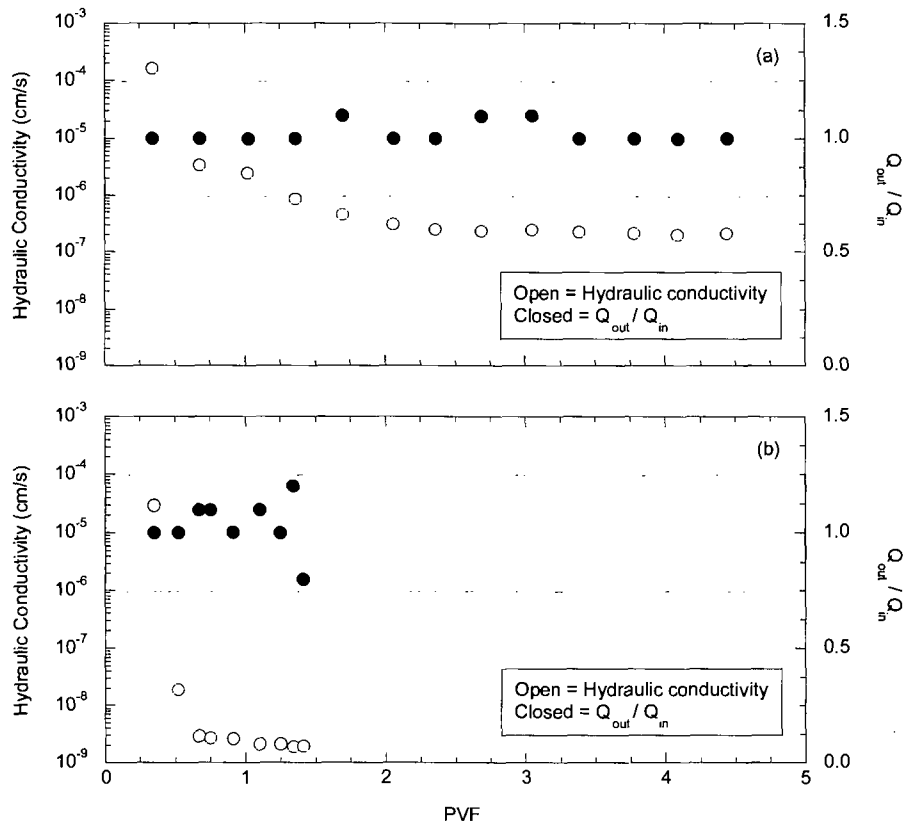 (a)
Hydraulic Conductivity (cm/s)
10^-3
10^-4
10^-5
10^-6
10^-7
10^-8
10^-9
1.5
1.0
0.5
0.0
Q_out / Q_in
Open = Hydraulic conductivity
Closed = Q_out / Q_in
(b)
Hydraulic Conductivity (cm/s)
10^-3
10^-4
10^-5
10^-6
10^-7
10^-8
10^-9
1.5
1.0
0.5
0.0
Q_out / Q_in
Open = Hydraulic conductivity
Closed = Q_out / Q_in
0 1 2 3 4 5
PVF